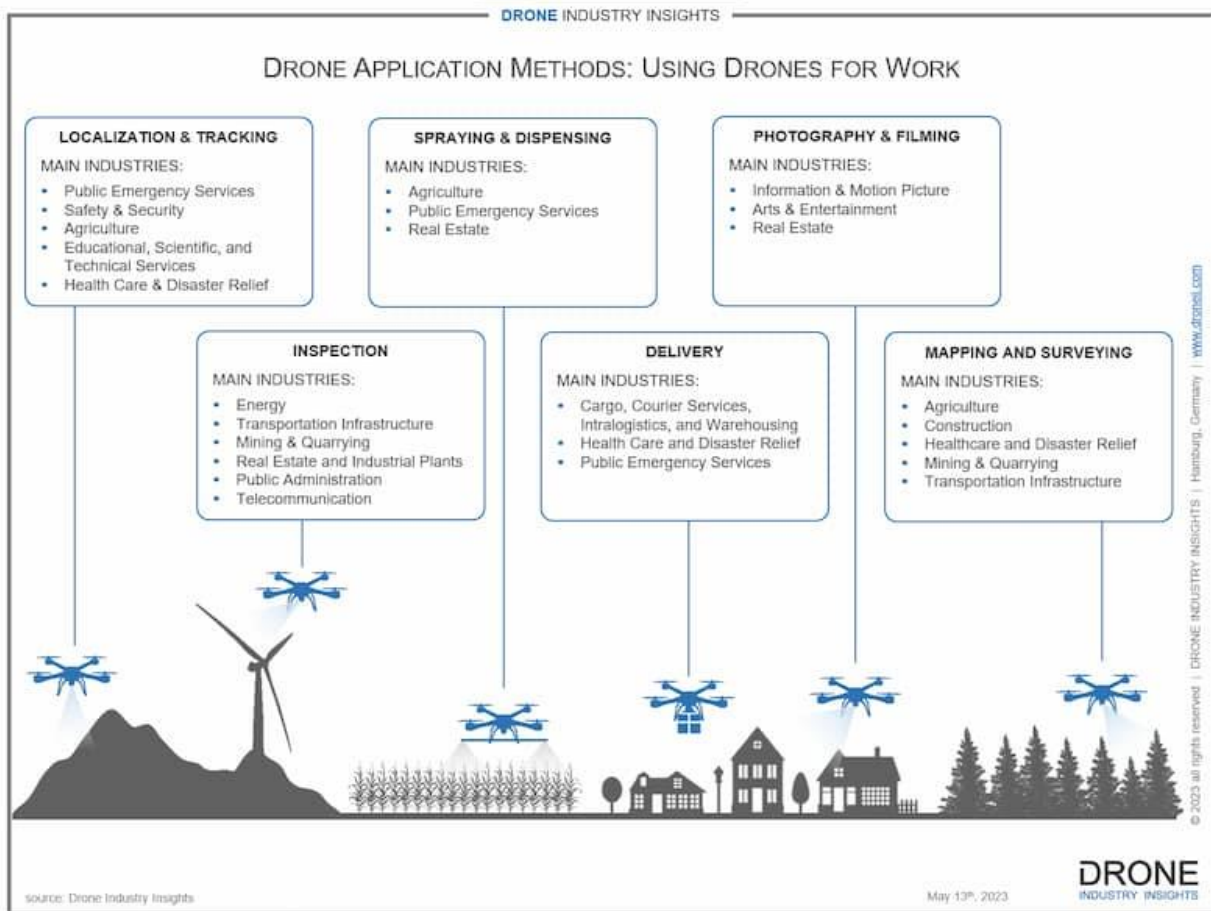 DRONE INDUSTRY INSIGHTS
DRONE APPLICATION METHODS: USING DRONES FOR WORK
LOCALIZATION & TRACKING
MAIN INDUSTRIES:
• Public Emergency Services
• Safety & Security
• Agriculture
• Educational, Scientific, and
Technical Services
• Health Care & Disaster Relief
SPRAYING & DISPENSING
MAIN INDUSTRIES:
• Agriculture
• Public Emergency Services
• Real Estate
PHOTOGRAPHY & FILMING
MAIN INDUSTRIES:
• Information & Motion Picture
• Arts & Entertainment
• Real Estate
INSPECTION
MAIN INDUSTRIES:
• Energy
• Transportation Infrastructure
• Mining & Quarrying
• Real Estate and Industrial Plants
• Public Administration
• Telecommunication
DELIVERY
MAIN INDUSTRIES:
• Cargo, Courier Services,
Intralogistics, and Warehousing
• Health Care and Disaster Relief
• Public Emergency Services
MAPPING AND SURVEYING
MAIN INDUSTRIES:
• Agriculture
• Construction
• Healthcare and Disaster Relief
• Mining & Quarrying
• Transportation Infrastructure
© 2023 all rights reserved | DRONE INDUSTRY INSIGHTS | Hamburg, Germany | www.droneii.com
source: Drone Industry Insights
May 13th, 2023
DRONE
INDUSTRY INSIGHTS